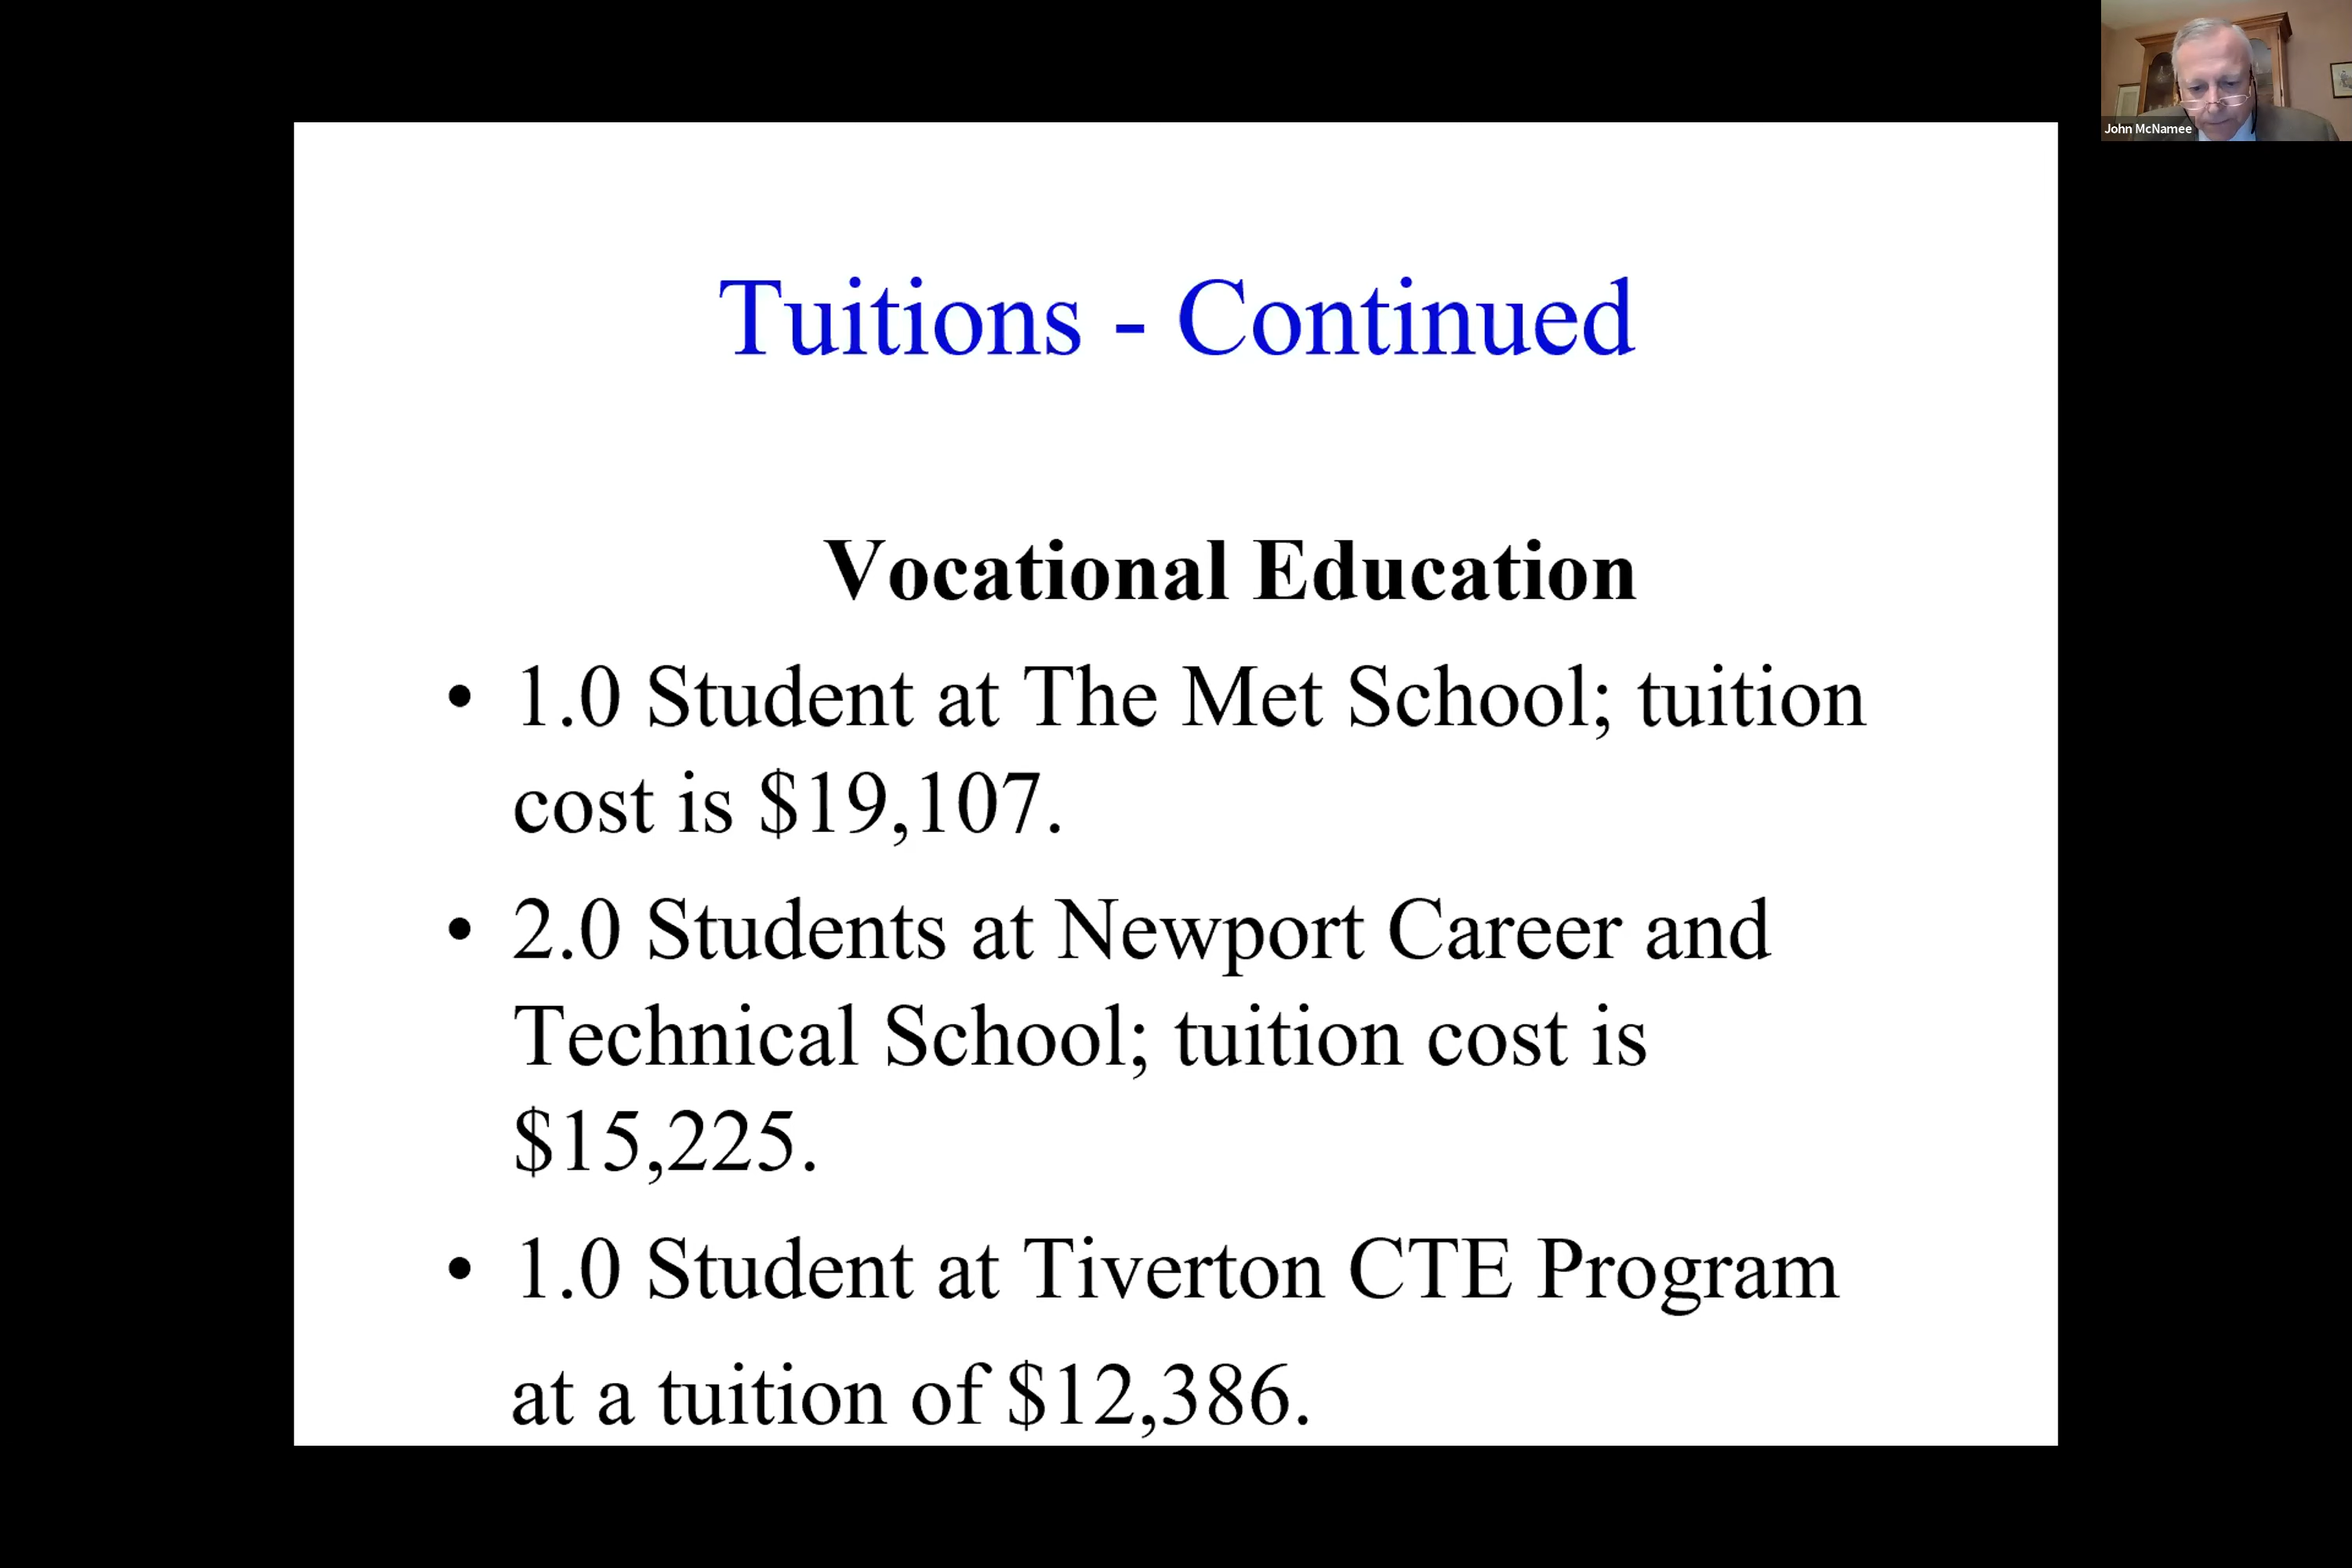 John McNamee
Tuitions - Continued
Vocational Education
• 1.0 Student at The Met School; tuition
cost is $19,107.
• 2.0 Students at Newport Career and
Technical School; tuition cost is
$15,225.
• 1.0 Student at Tiverton CTE Program
at a tuition of $12,386.